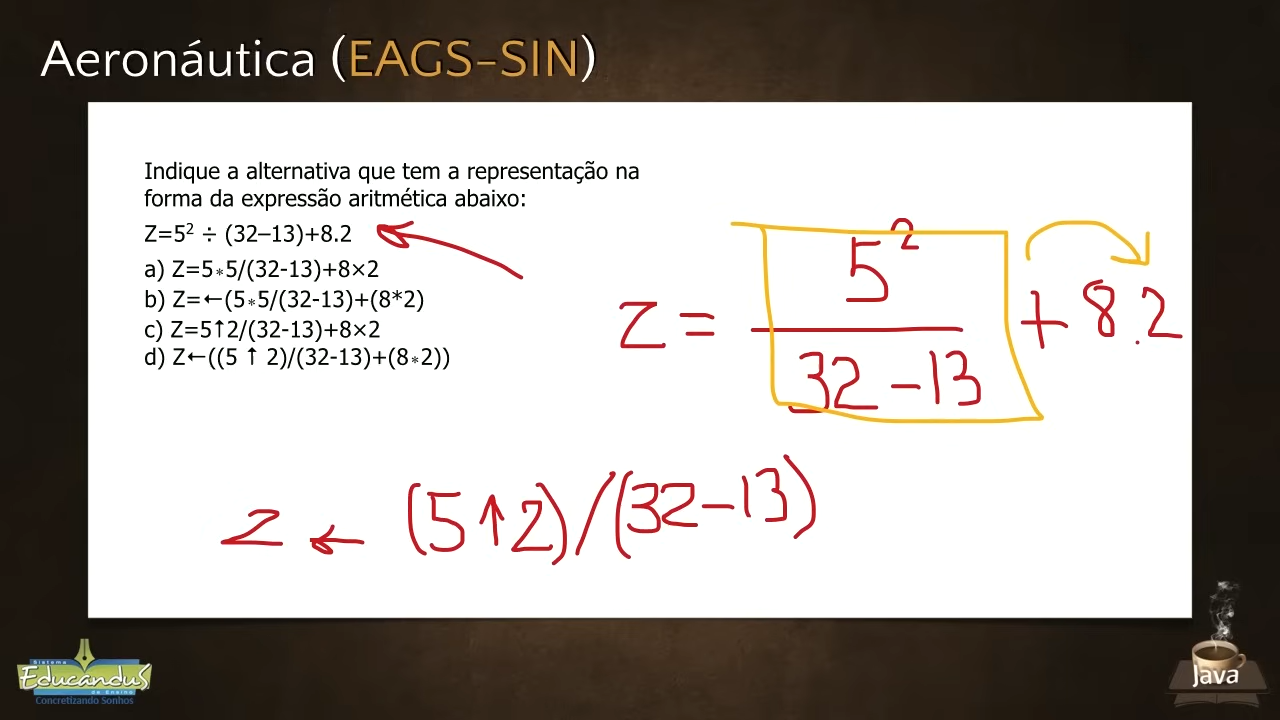 Aeronáutica (EAGS-SIN)
Indique a alternativa que tem a representação na
forma da expressão aritmética abaixo:
Z=5² ÷ (32–13)+8.2
a) Z=5*5/(32-13)+8×2
b) Z=←(5*5/(32-13)+(8*2)
c) Z=5↑2/(32-13)+8×2
d) Z←((5 ↑ 2)/(32-13)+(8*2))
5²
Z = + 8.2
32-13
Z ← (5↑2)/(32-13)
Sistema
Educandus
de Ensino
Concretizando Sonhos
Java